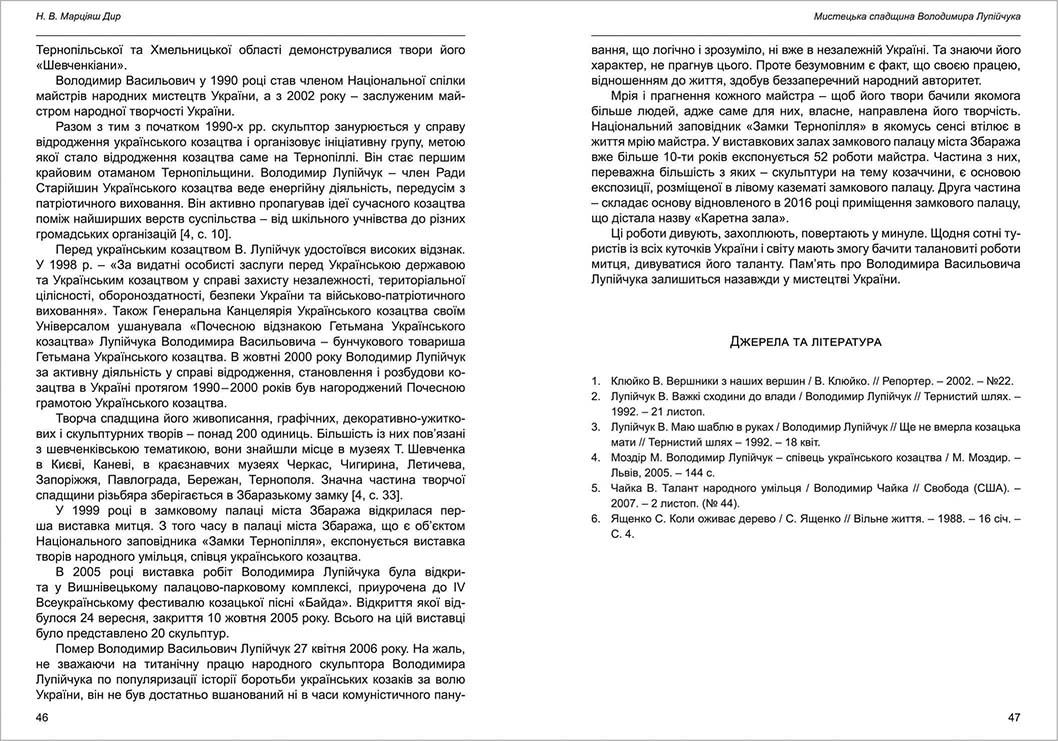 Н. В. Марціяш Дир
Тернопільської та Хмельницької області демонструвалися твори його
«Шевченкіани».
Володимир Васильович у 1990 році став членом Національної спілки
майстрів народних мистецтв України, а з 2002 року – заслуженим май-
стром народної творчості України.
Разом з тим з початком 1990-х рр. скульптор занурюється у справу
відродження українського козацтва і організовує ініціативну групу, метою
якої стало відродження козацтва саме на Тернопіллі. Він стає першим
крайовим отаманом Тернопільщини. Володимир Лупійчук – член Ради
Старійшин Українського козацтва веде енергійну діяльність, передусім з
патріотичного виховання. Він активно пропагував ідеї сучасного козацтва
поміж найширших верств суспільства – від шкільного учнівства до різних
громадських організацій [4, с. 10].
Перед українським козацтвом В. Лупійчук удостоївся високих відзнак.
У 1998 р. – «За видатні особисті заслуги перед Українською державою
та Українським козацтвом у справі захисту незалежності, територіальної
цілісності, обороноздатності, безпеки України та військово-патріотичного
виховання». Також Генеральна Канцелярія Українського козацтва своїм
Універсалом ушанувала «Почесною відзнакою Гетьмана Українського
козацтва» Лупійчука Володимира Васильовича – бунчукового товариша
Гетьмана Українського козацтва. В жовтні 2000 року Володимир Лупійчук
за активну діяльність у справі відродження, становлення і розбудови ко-
зацтва в Україні протягом 1990–2000 років був нагороджений Почесною
грамотою Українського козацтва.
Творча спадщина його живописання, графічних, декоративно-ужитко-
вих і скульптурних творів – понад 200 одиниць. Більшість із них пов’язані
з шевченківською тематикою, вони знайшли місце в музеях Т. Шевченка
в Києві, Каневі, в краєзнавчих музеях Черкас, Чигирина, Летичева,
Запоріжжя, Павлограда, Бережан, Тернополя. Значна частина творчої
спадщини різьбяра зберігається в Збаразькому замку [4, с. 33].
У 1999 році в замковому палаці міста Збаража відкрилася пер-
ша виставка митця. З того часу в палаці міста Збаража, що є об’єктом
Національного заповідника «Замки Тернопілля», експонується виставка
творів народного умільця, співця українського козацтва.
В 2005 році виставка робіт Володимира Лупійчука була відкри-
та у Вишнівецькому палацово-парковому комплексі, приурочена до IV
Всеукраїнському фестивалю козацької пісні «Байда». Відкриття якої від-
булося 24 вересня, закриття 10 жовтня 2005 року. Всього на цій виставці
було представлено 20 скульптур.
Помер Володимир Васильович Лупійчук 27 квітня 2006 року. На жаль,
не зважаючи на титанічну працю народного скульптора Володимира
Лупійчука по популяризації історії боротьби українських козаків за волю
України, він не був достатньо вшанований ні в часи комуністичного пану-
46
Мистецька спадщина Володимира Лупійчука
вання, що логічно і зрозуміло, ні вже в незалежній Україні. Та знаючи його
характер, не прагнув цього. Проте безумовним є факт, що своєю працею,
відношенням до життя, здобув беззаперечний народний авторитет.
Мрія і прагнення кожного майстра – щоб його твори бачили якомога
більше людей, адже саме для них, власне, направлена його творчість.
Національний заповідник «Замки Тернопілля» в якомусь сенсі втілює в
життя мрію майстра. У виставкових залах замкового палацу міста Збаража
вже більше 10-ти років експонується 52 роботи майстра. Частина з них,
переважна більшість з яких – скульптури на тему козаччини, є основою
експозиції, розміщеної в лівому казематі замкового палацу. Друга частина
– складає основу відновленого в 2016 році приміщення замкового палацу,
що дістала назву «Каретна зала».
Ці роботи дивують, захоплюють, повертають у минуле. Щодня сотні ту-
ристів із всіх куточків України і світу мають змогу бачити талановиті роботи
митця, дивуватися його таланту. Пам’ять про Володимира Васильовича
Лупійчука залишиться назавжди у мистецтві України.
Джерела та література
1. Клюйко В. Вершники з наших вершин / В. Клюйко. // Репортер. – 2002. – №22.
2. Лупійчук В. Важкі сходини до влади / Володимир Лупійчук // Тернистий шлях. –
1992. – 21 листоп.
3. Лупійчук В. Маю шаблю в руках / Володимир Лупійчук // Ще не вмерла козацька
мати // Тернистий шлях – 1992. – 18 квіт.
4. Моздір М. Володимир Лупійчук – співець українського козацтва / М. Моздир. –
Львів, 2005. – 144 с.
5. Чайка В. Талант народного умільця / Володимир Чайка // Свобода (США). –
2007. – 2 листоп. (№ 44).
6. Ященко С. Коли оживає дерево / С. Ященко // Вільне життя. – 1988. – 16 січ. –
С. 4.
47